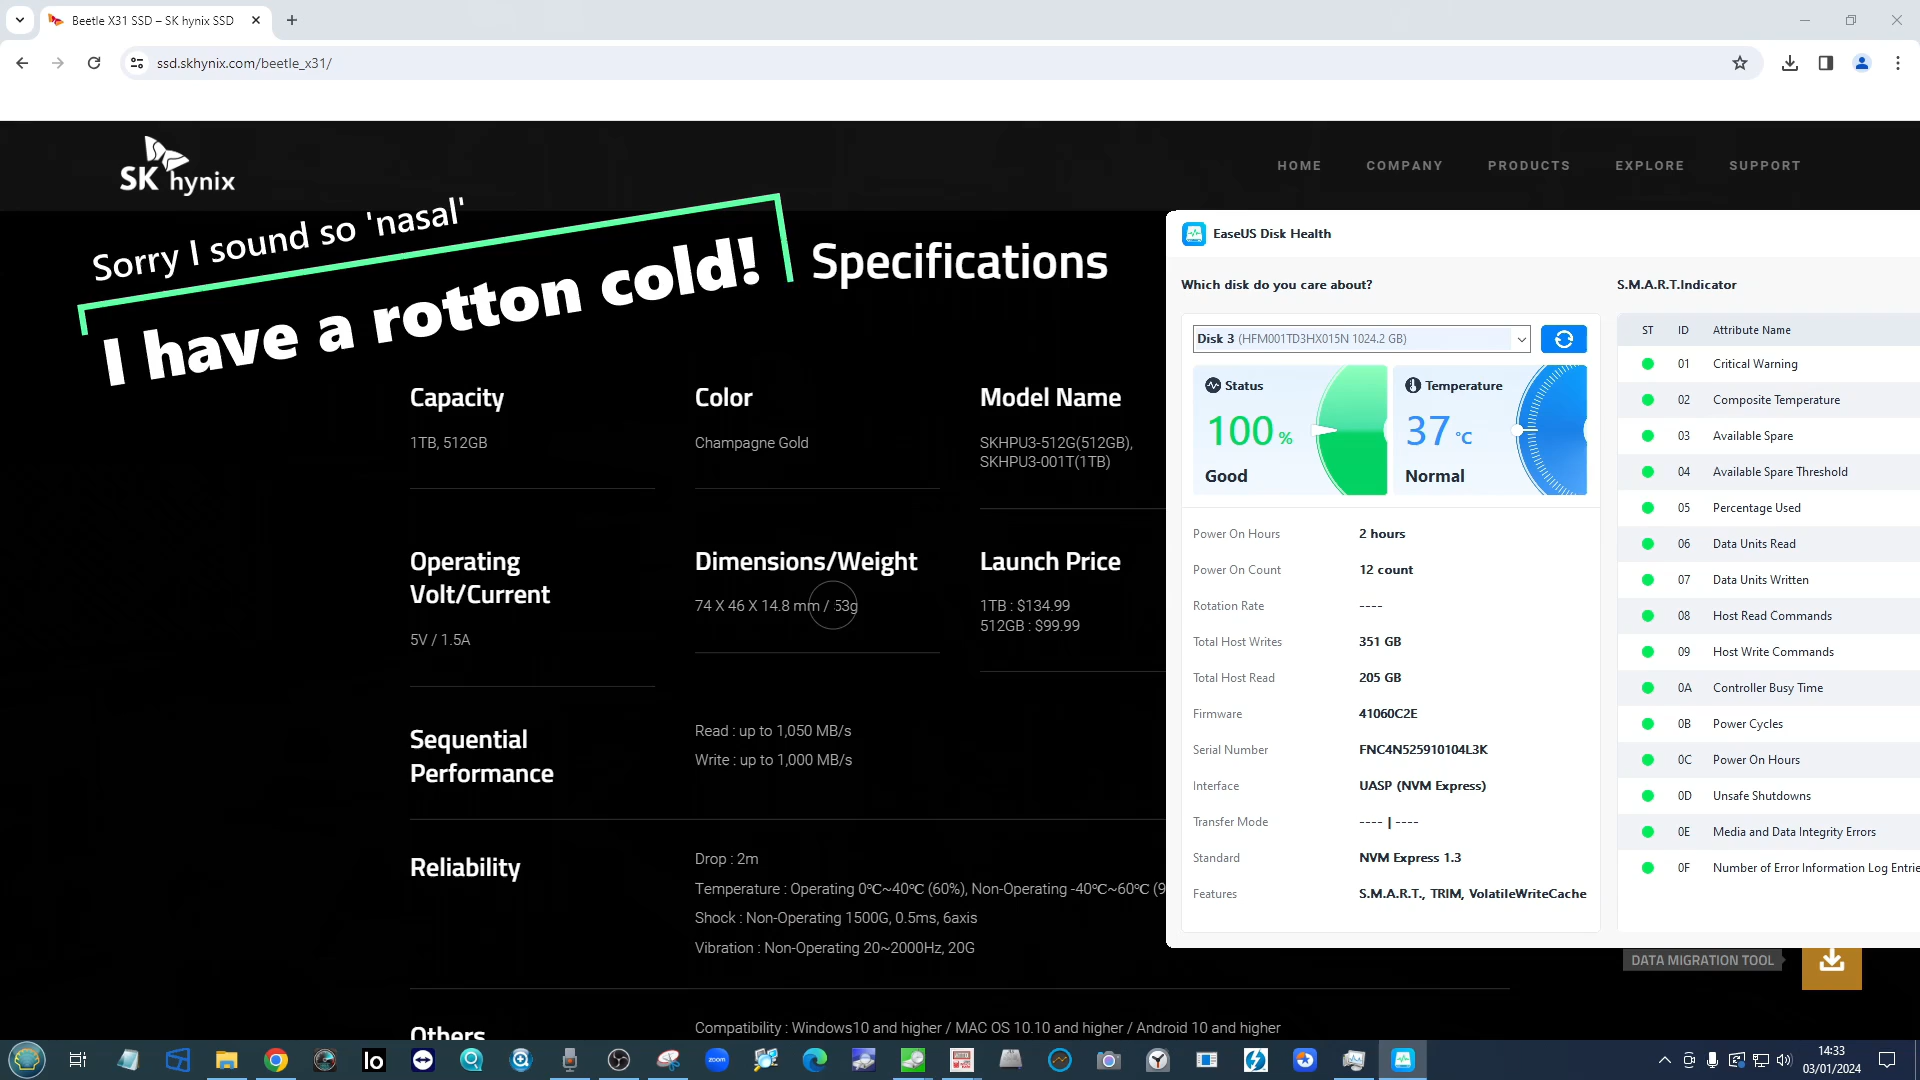 Beetle X31 SSD – SK hynix SSD
ssd.skhynix.com/beetle_x31/
SK hynix
HOME COMPANY PRODUCTS EXPLORE SUPPORT
Sorry I sound so 'nasal'
I have a rotton cold!
Specifications
Capacity
1TB, 512GB
Color
Champagne Gold
Model Name
SKHPU3-512G(512GB),
SKHPU3-001T(1TB)
Operating
Volt/Current
5V / 1.5A
Dimensions/Weight
74 X 46 X 14.8 mm / 53g
Launch Price
1TB : $134.99
512GB : $99.99
Sequential
Performance
Read : up to 1,050 MB/s
Write : up to 1,000 MB/s
Reliability
Drop : 2m
Temperature : Operating 0℃~40℃ (60%), Non-Operating -40℃~60℃ (9
Shock : Non-Operating 1500G, 0.5ms, 6axis
Vibration : Non-Operating 20~2000Hz, 20G
Others
Compatibility : Windows10 and higher / MAC OS 10.10 and higher / Android 10 and higher
EaseUS Disk Health
Which disk do you care about?
Disk 3 (HFM001TD3HX015N 1024.2 GB)
Status
100 %
Good
Temperature
37 °C
Normal
Power On Hours 2 hours
Power On Count 12 count
Rotation Rate ----
Total Host Writes 351 GB
Total Host Read 205 GB
Firmware 41060C2E
Serial Number FNC4N525910104L3K
Interface UASP (NVM Express)
Transfer Mode ---- | ----
Standard NVM Express 1.3
Features S.M.A.R.T., TRIM, VolatileWriteCache
S.M.A.R.T.Indicator
ST ID Attribute Name
01 Critical Warning
02 Composite Temperature
03 Available Spare
04 Available Spare Threshold
05 Percentage Used
06 Data Units Read
07 Data Units Written
08 Host Read Commands
09 Host Write Commands
0A Controller Busy Time
0B Power Cycles
0C Power On Hours
0D Unsafe Shutdowns
0E Media and Data Integrity Errors
0F Number of Error Information Log Entrie
DATA MIGRATION TOOL
lo
zoom
14:33
03/01/2024